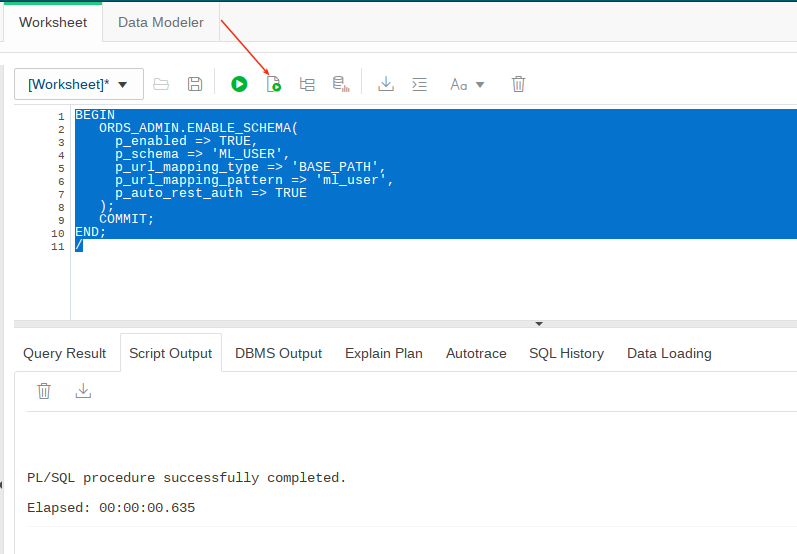 Worksheet Data Modeler
[Worksheet]* Aa
1 BEGIN
2 ORDS_ADMIN.ENABLE_SCHEMA(
3 p_enabled => TRUE,
4 p_schema => 'ML_USER',
5 p_url_mapping_type => 'BASE_PATH',
6 p_url_mapping_pattern => 'ml_user',
7 p_auto_rest_auth => TRUE
8 );
9 COMMIT;
10 END;
11 /
Query Result Script Output DBMS Output Explain Plan Autotrace SQL History Data Loading
PL/SQL procedure successfully completed.
Elapsed: 00:00:00.635